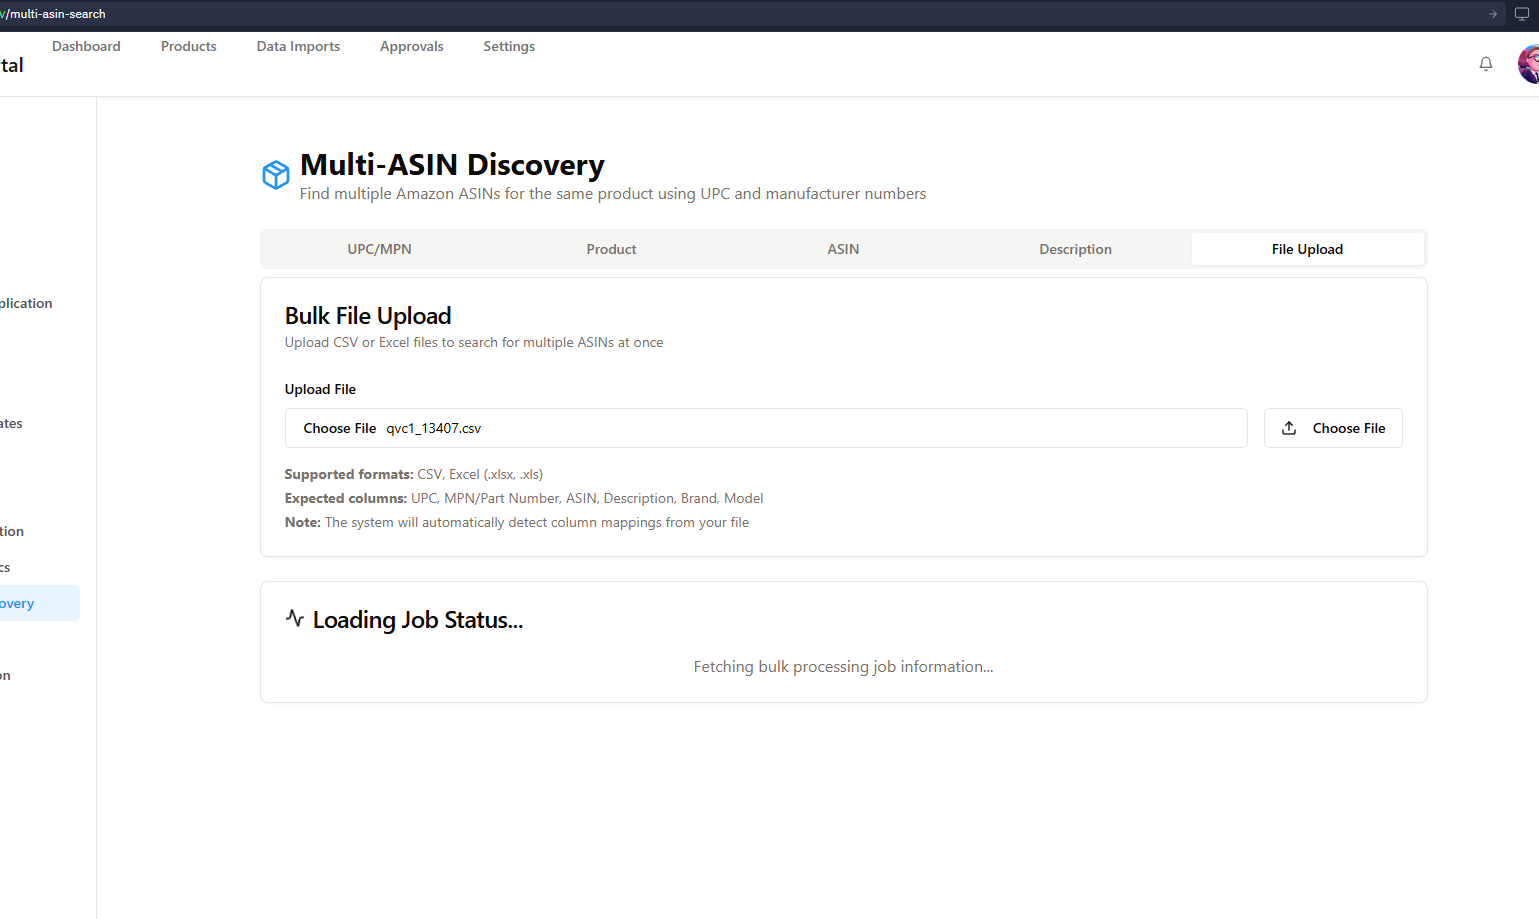 /multi-asin-search
Dashboard Products Data Imports Approvals Settings
tal
Multi-ASIN Discovery
Find multiple Amazon ASINs for the same product using UPC and manufacturer numbers
UPC/MPN Product ASIN Description File Upload
plication
Bulk File Upload
Upload CSV or Excel files to search for multiple ASINs at once
Upload File
ates
Choose File qvc1_13407.csv Choose File
Supported formats: CSV, Excel (.xlsx, .xls)
Expected columns: UPC, MPN/Part Number, ASIN, Description, Brand, Model
Note: The system will automatically detect column mappings from your file
tion
cs
overy
Loading Job Status...
Fetching bulk processing job information...
on